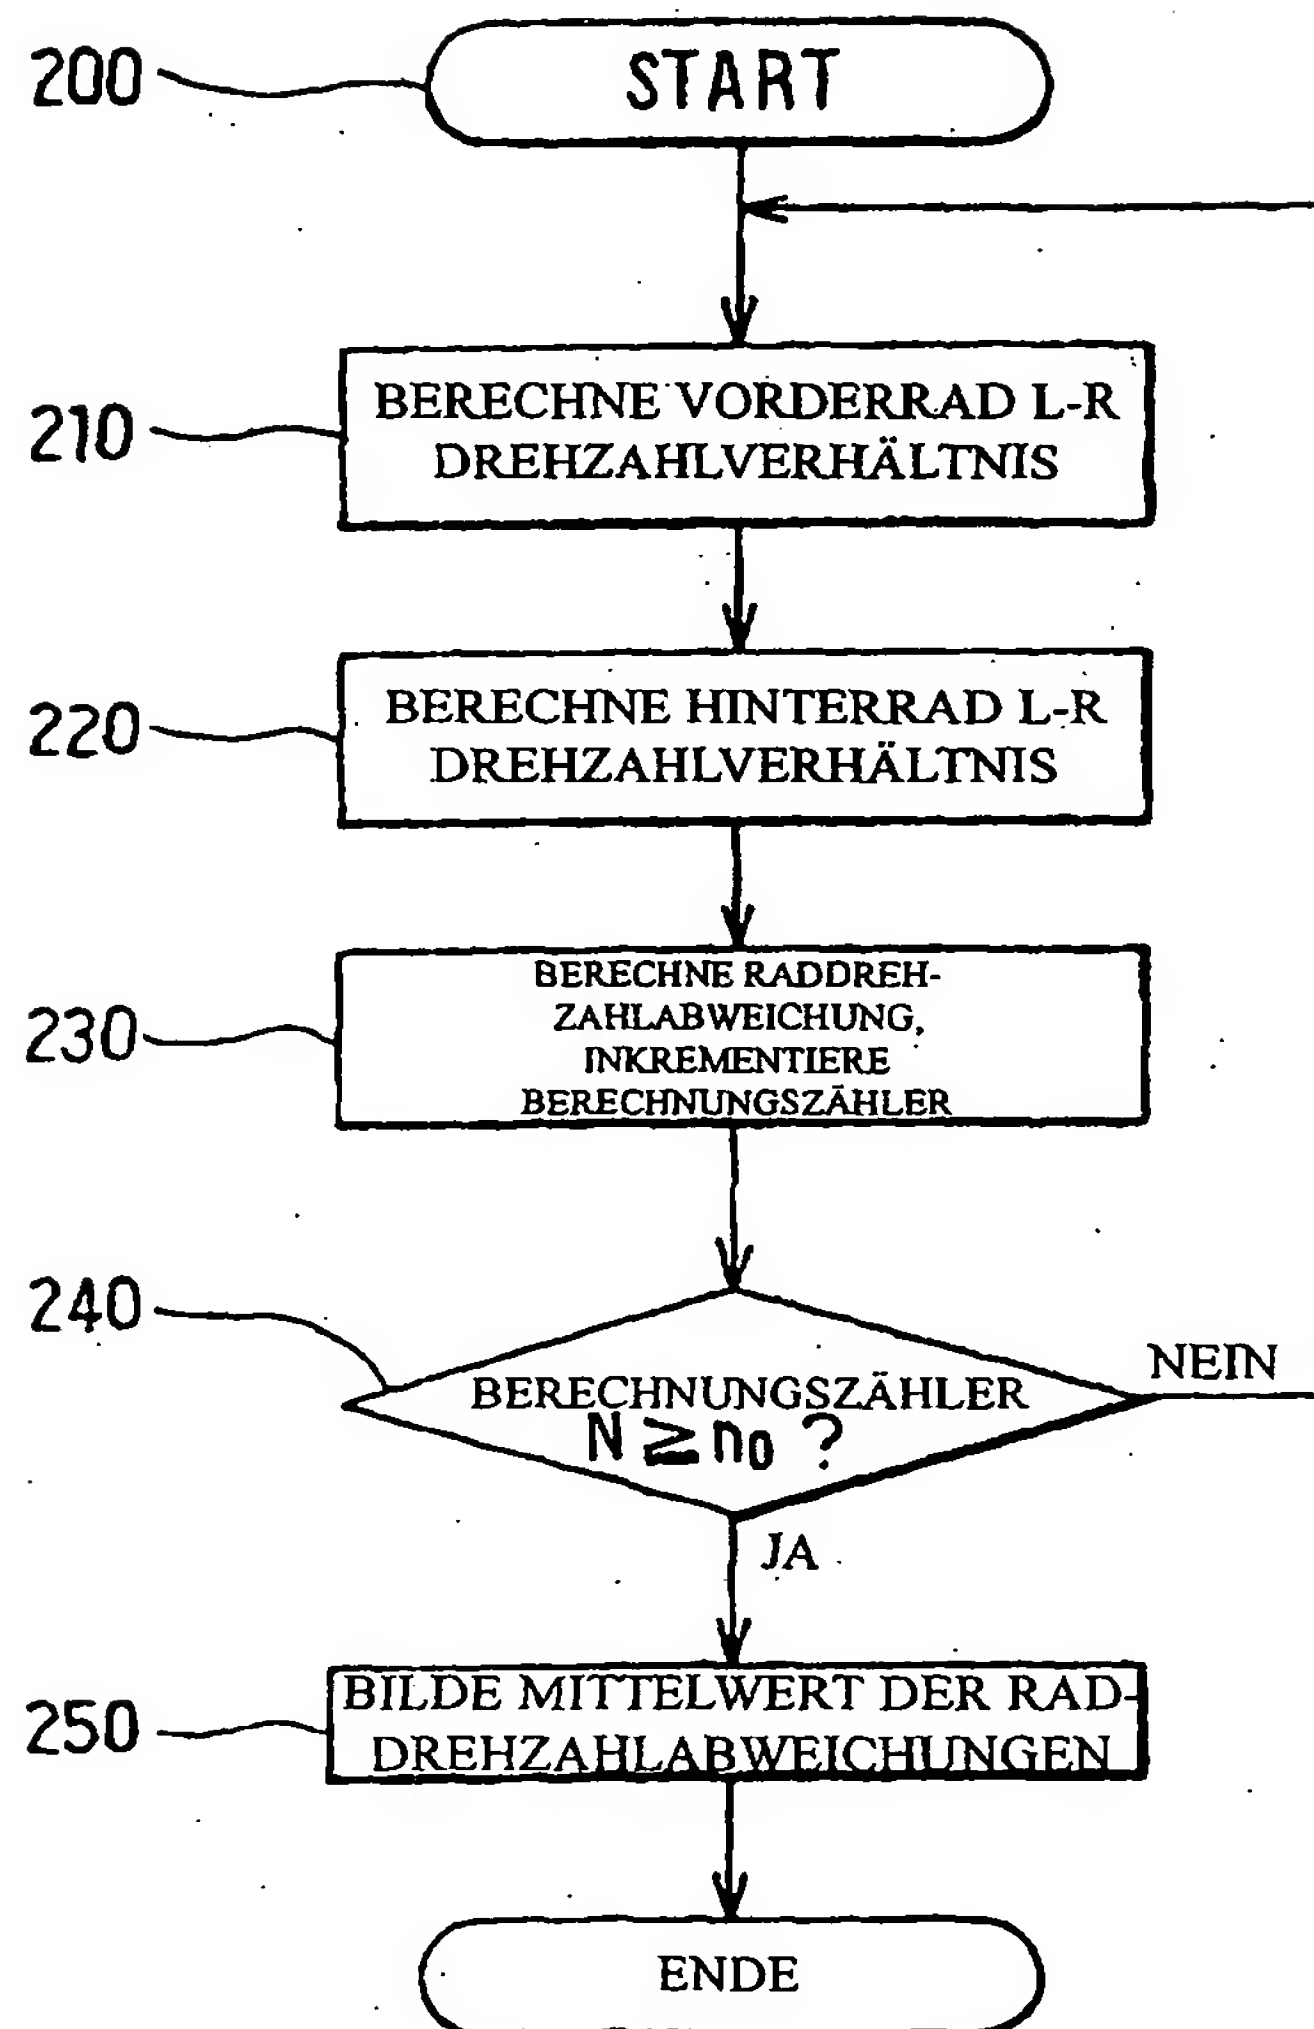 200
START
210
BERECHNE VORDERRAD L-R
DREHZAHLVERHÄLTNIS
220
BERECHNE HINTERRAD L-R
DREHZAHLVERHÄLTNIS
230
BERECHNE RADDREH-
ZAHLABWEICHUNG,
INKREMENTIERE
BERECHNUNGSZÄHLER
240
BERECHNUNGSZÄHLER
N ≧ n₀ ?
NEIN
JA
250
BILDE MITTELWERT DER RAD-
DREHZAHLABWEICHUNGEN
ENDE